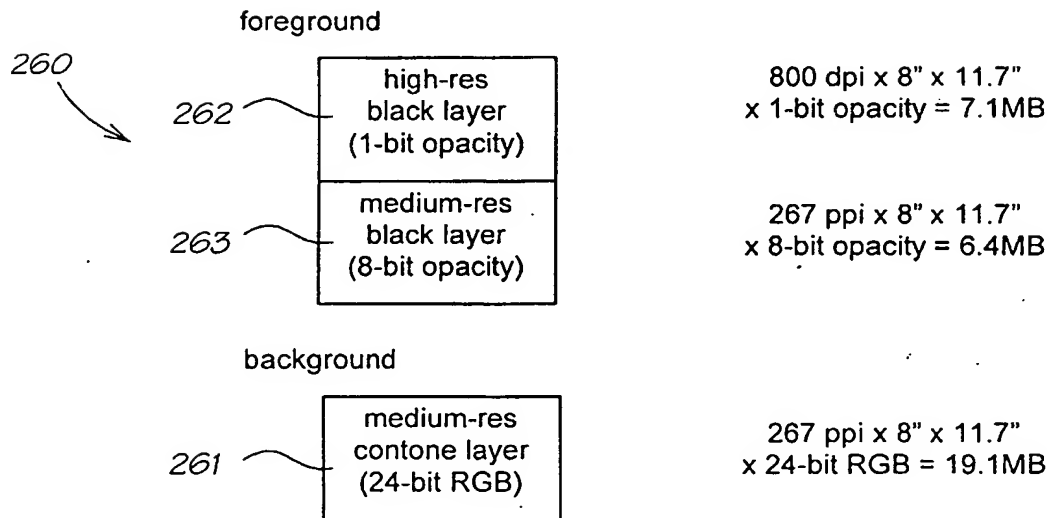 foreground
260
262
high-res
black layer
(1-bit opacity)
800 dpi x 8" x 11.7"
x 1-bit opacity = 7.1MB
263
medium-res
black layer
(8-bit opacity)
267 ppi x 8" x 11.7"
x 8-bit opacity = 6.4MB
background
261
medium-res
contone layer
(24-bit RGB)
267 ppi x 8" x 11.7"
x 24-bit RGB = 19.1MB